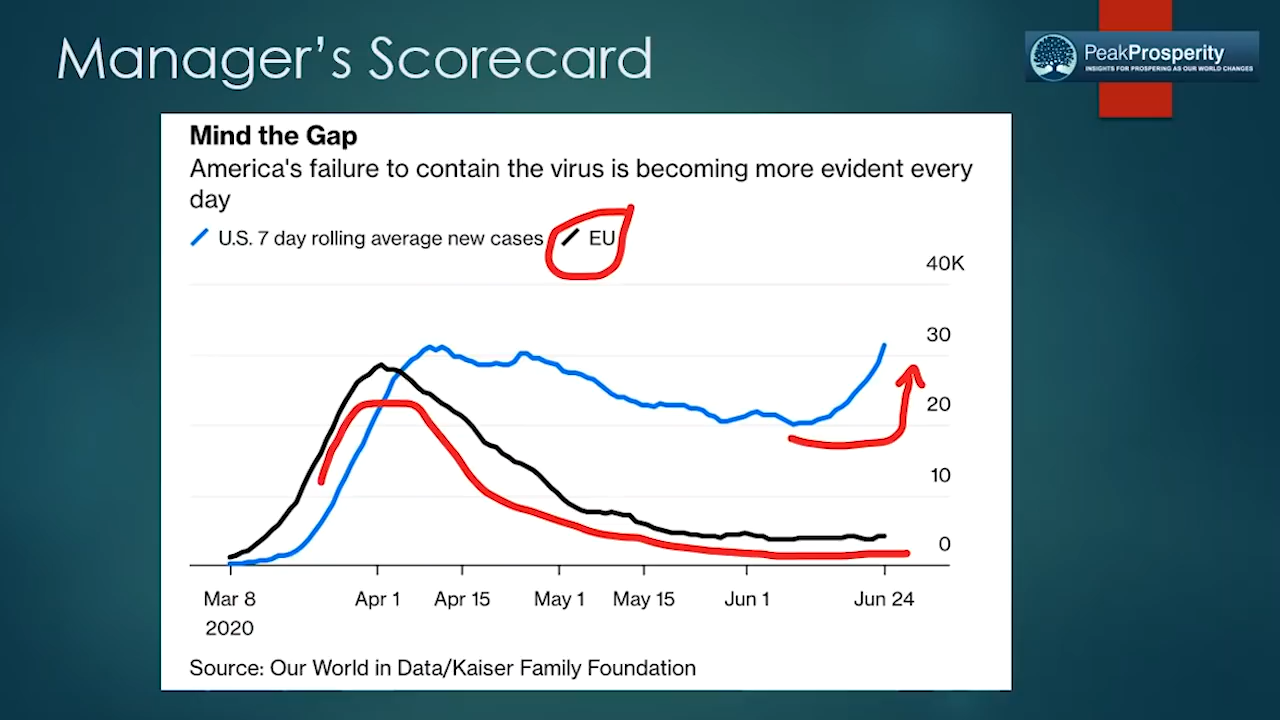 Manager's Scorecard
PeakProsperity
INSIGHTS FOR PROSPERING AS OUR WORLD CHANGES
Mind the Gap
America's failure to contain the virus is becoming more evident every
day
U.S. 7 day rolling average new cases EU
40K
30
20
10
0
Mar 8 Apr 1 Apr 15 May 1 May 15 Jun 1 Jun 24
2020
Source: Our World in Data/Kaiser Family Foundation